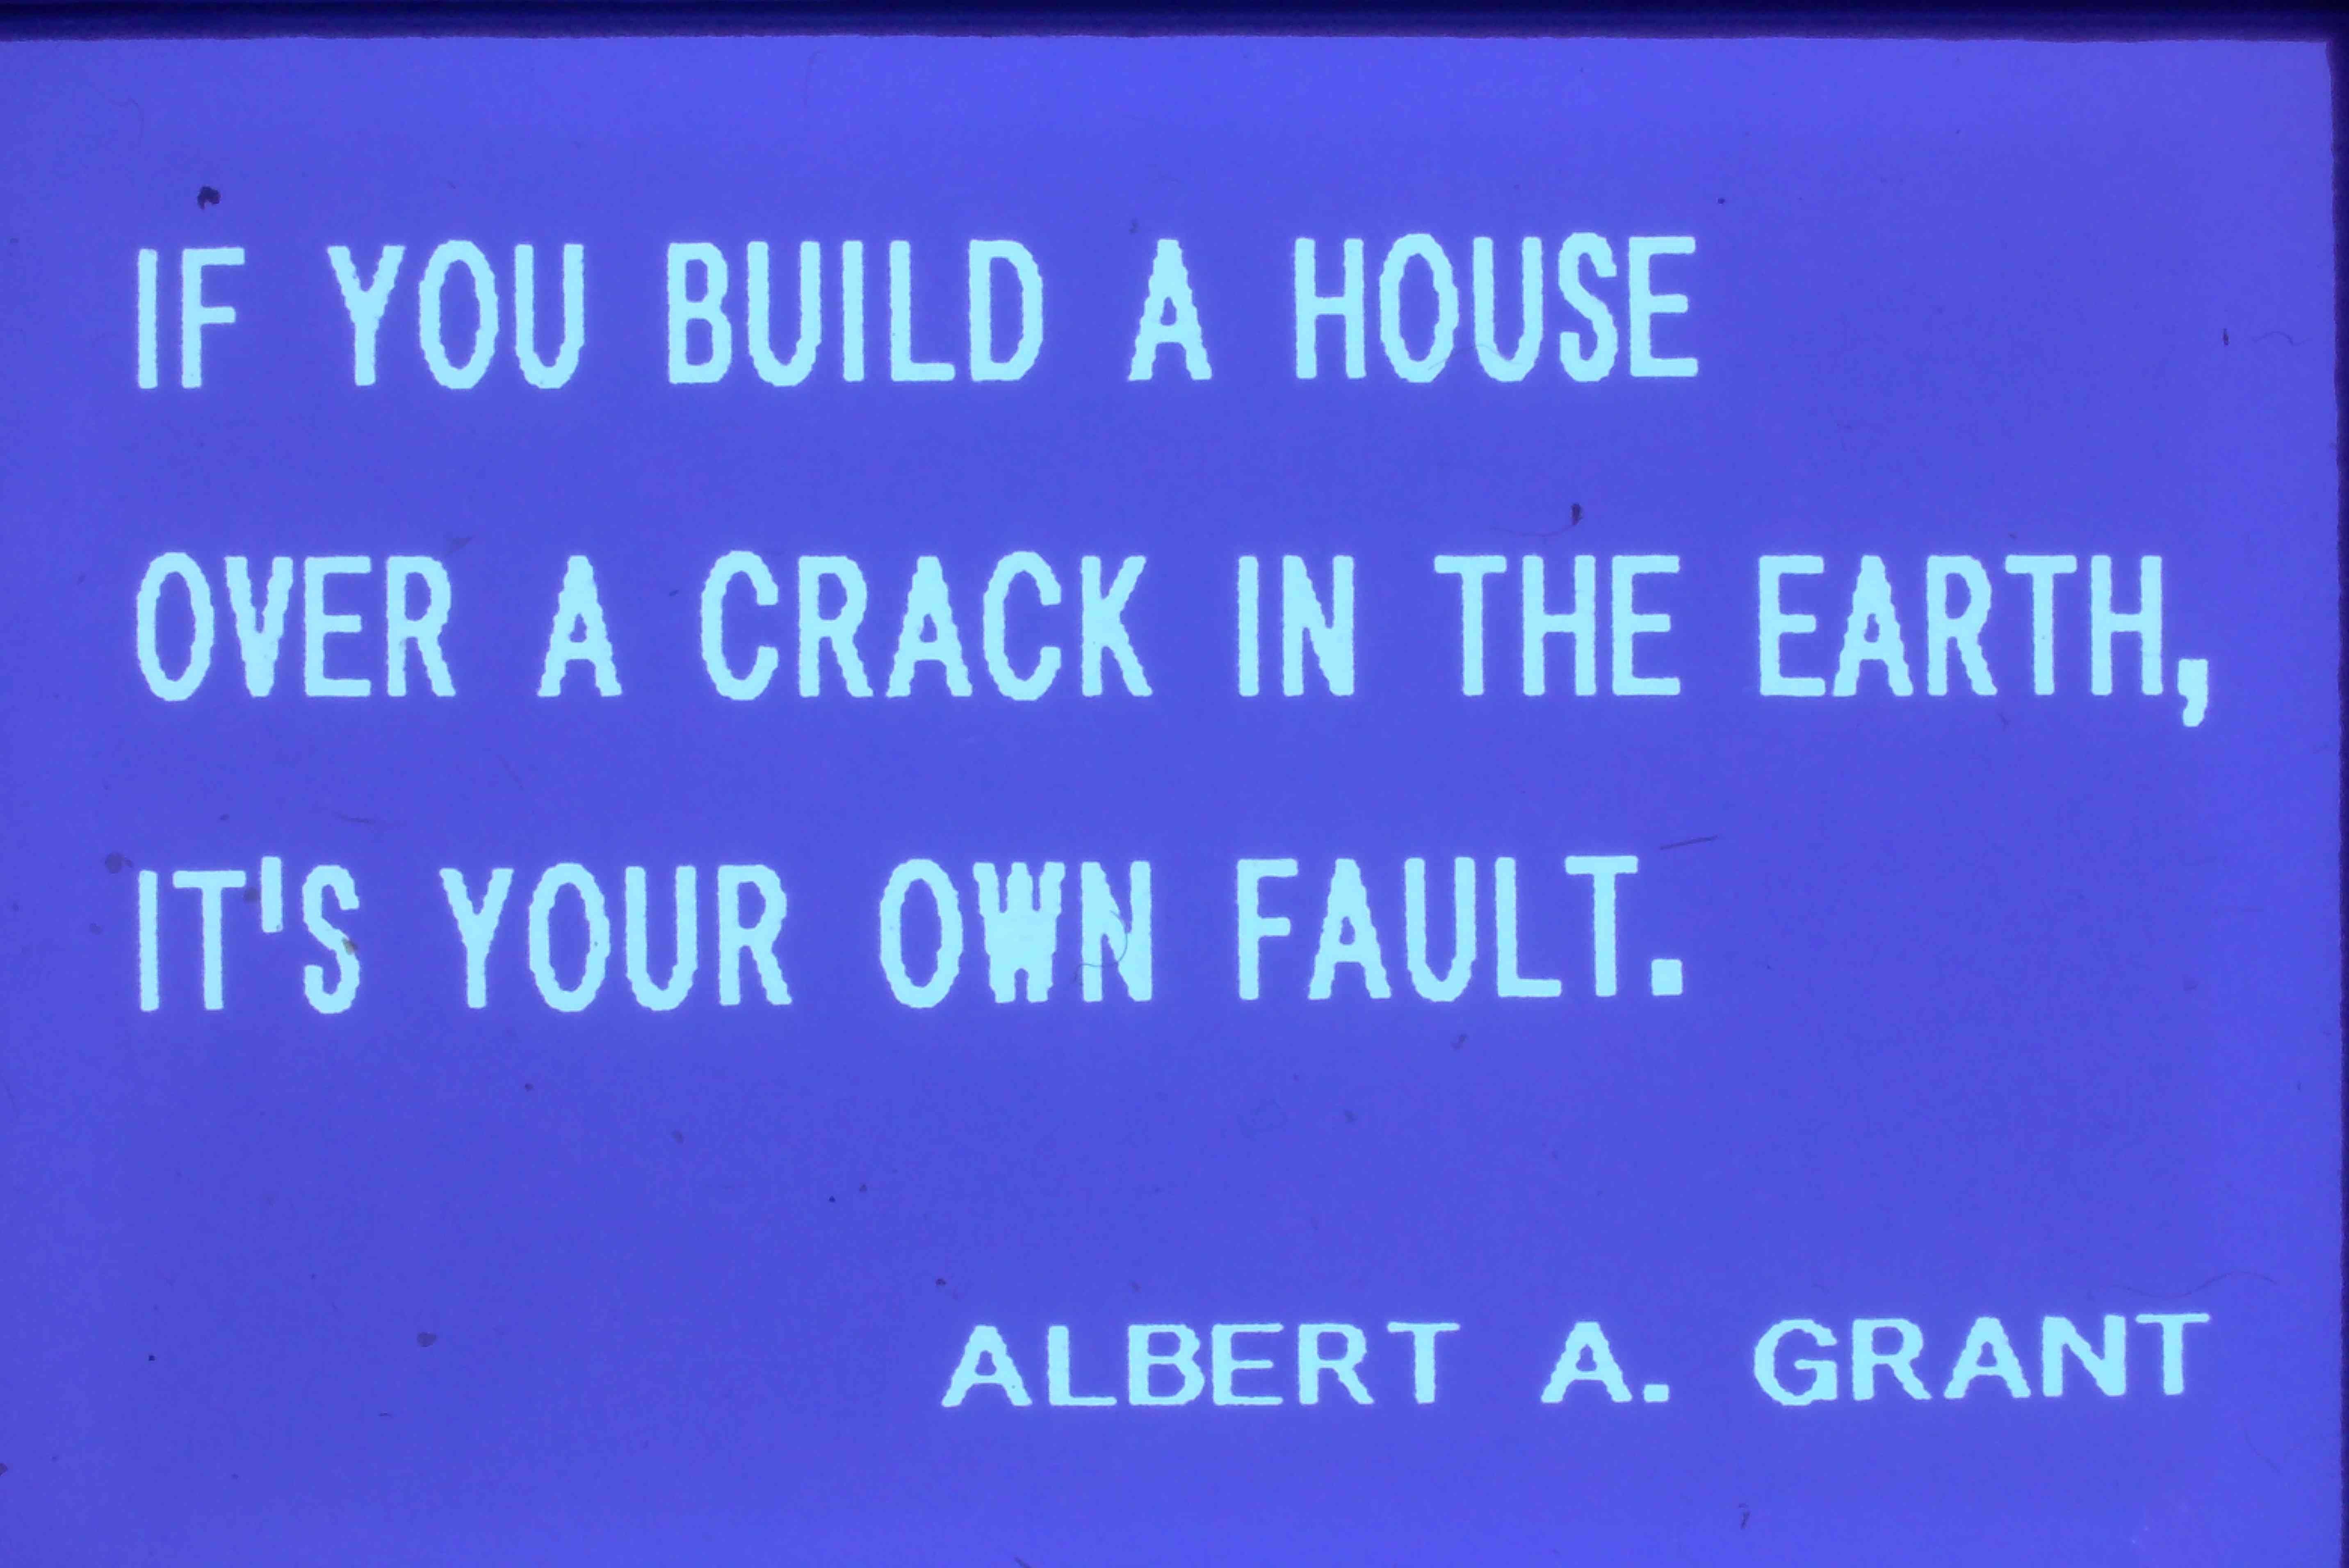 IF YOU BUILD A HOUSE
OVER A CRACK IN THE EARTH,
IT'S YOUR OWN FAULT.
ALBERT A. GRANT